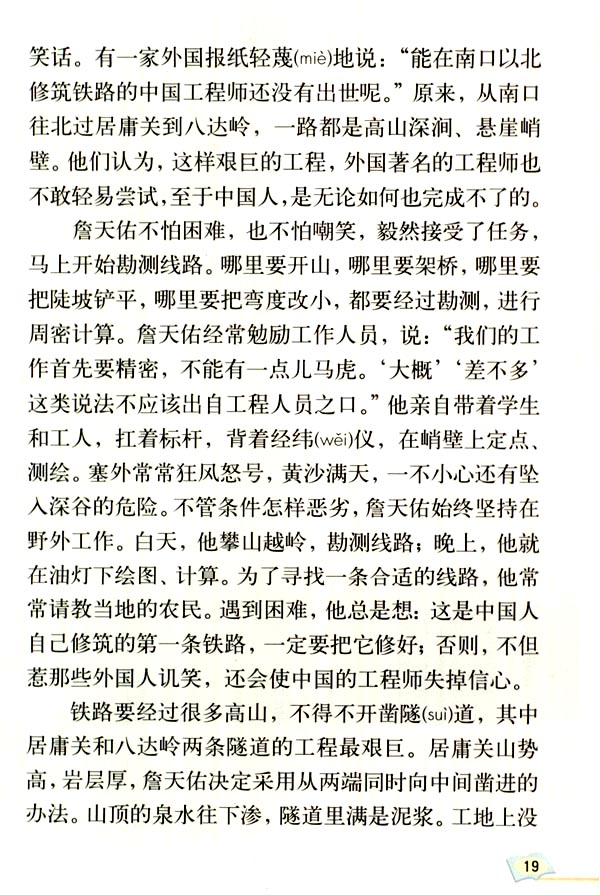 笑话。有一家外国报纸轻蔑(miè)地说：“能在南口以北
修筑铁路的中国工程师还没有出世呢。”原来，从南口
往北过居庸关到八达岭，一路都是高山深涧、悬崖峭
壁。他们认为，这样艰巨的工程，外国著名的工程师也
不敢轻易尝试，至于中国人，是无论如何也完成不了的。
詹天佑不怕困难，也不怕嘲笑，毅然接受了任务，
马上开始勘测线路。哪里要开山，哪里要架桥，哪里要
把陡坡铲平，哪里要把弯度改小，都要经过勘测，进行
周密计算。詹天佑经常勉励工作人员，说：“我们的工
作首先要精密，不能有一点儿马虎。‘大概’‘差不多’
这类说法不应该出自工程人员之口。”他亲自带着学生
和工人，扛着标杆，背着经纬(wěi)仪，在峭壁上定点、
测绘。塞外常常狂风怒号，黄沙满天，一不小心还有坠
入深谷的危险。不管条件怎样恶劣，詹天佑始终坚持在
野外工作。白天，他攀山越岭，勘测线路；晚上，他就
在油灯下绘图、计算。为了寻找一条合适的线路，他常
常请教当地的农民。遇到困难，他总是想：这是中国人
自己修筑的第一条铁路，一定要把它修好；否则，不但
惹那些外国人讥笑，还会使中国的工程师失掉信心。
铁路要经过很多高山，不得不开凿隧(suì)道，其中
居庸关和八达岭两条隧道的工程最艰巨。居庸关山势
高，岩层厚，詹天佑决定采用从两端同时向中间凿进的
办法。山顶的泉水往下渗，隧道里满是泥浆。工地上没
19